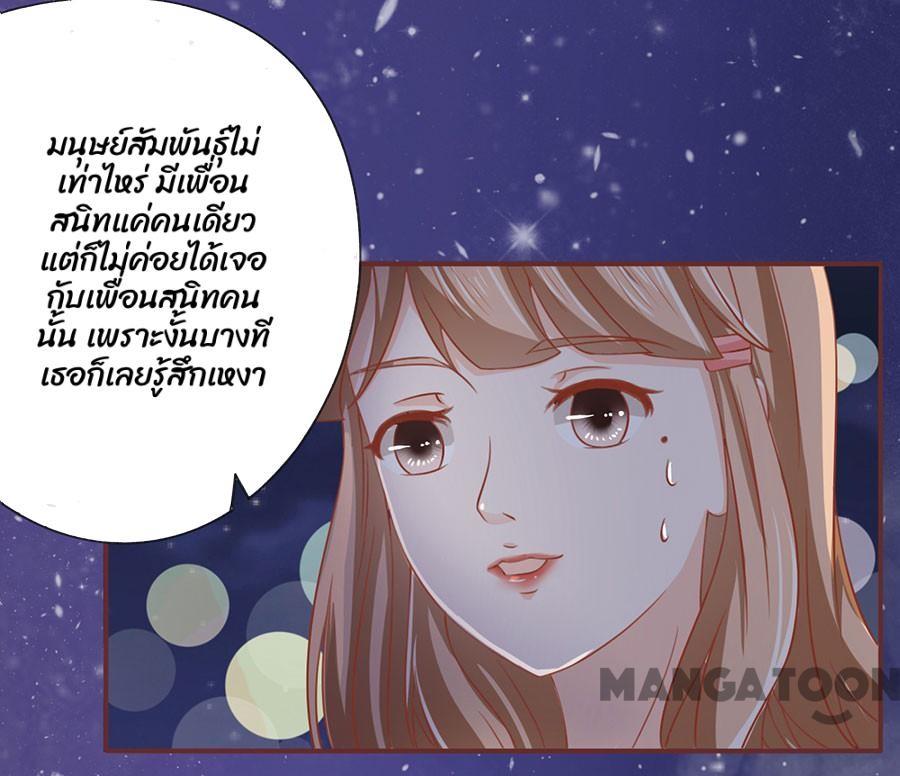 มนุษย์สัมพันธ์ไม่
เท่าไหร่ มีเพื่อน
สนิทแค่คนเดียว
แต่ก็ไม่ค่อยได้เจอ
กับเพื่อนสนิทคน
นั้น เพราะงั้นบางที
เธอก็เลยรู้สึกเหงา
MANGATOON